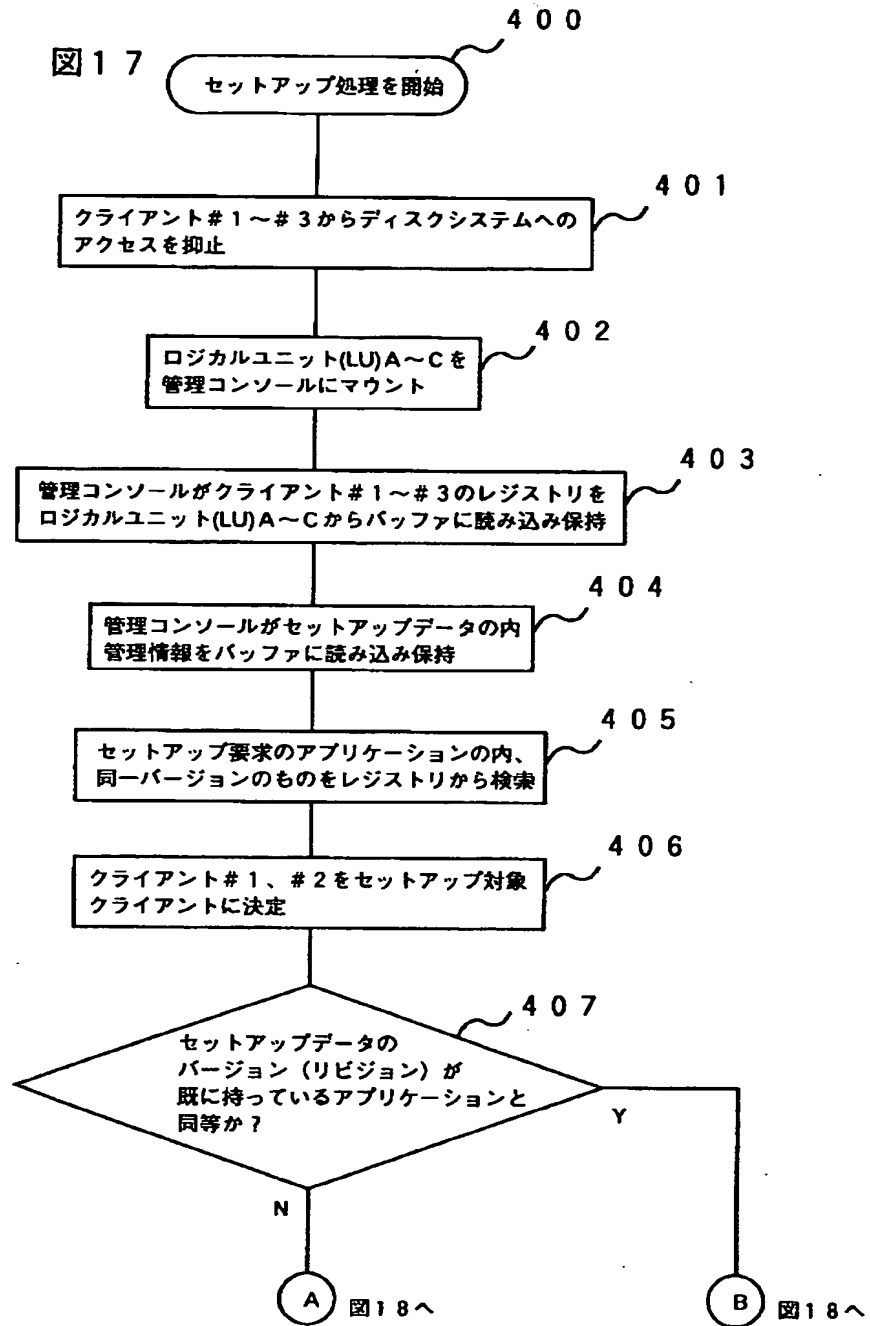 図17
400
セットアップ処理を開始
401
クライアント#1~#3からディスクシステムへの
アクセスを抑止
402
ロジカルユニット(LU)A~Cを
管理コンソールにマウント
403
管理コンソールがクライアント#1~#3のレジストリを
ロジカルユニット(LU)A~Cからバッファに読み込み保持
404
管理コンソールがセットアップデータの内
管理情報をバッファに読み込み保持
405
セットアップ要求のアプリケーションの内、
同一バージョンのものをレジストリから検索
406
クライアント#1、#2をセットアップ対象
クライアントに決定
407
セットアップデータの
バージョン(リビジョン)が
既に持っているアプリケーションと
同等か?
Y
N
A 図18へ
B 図18へ